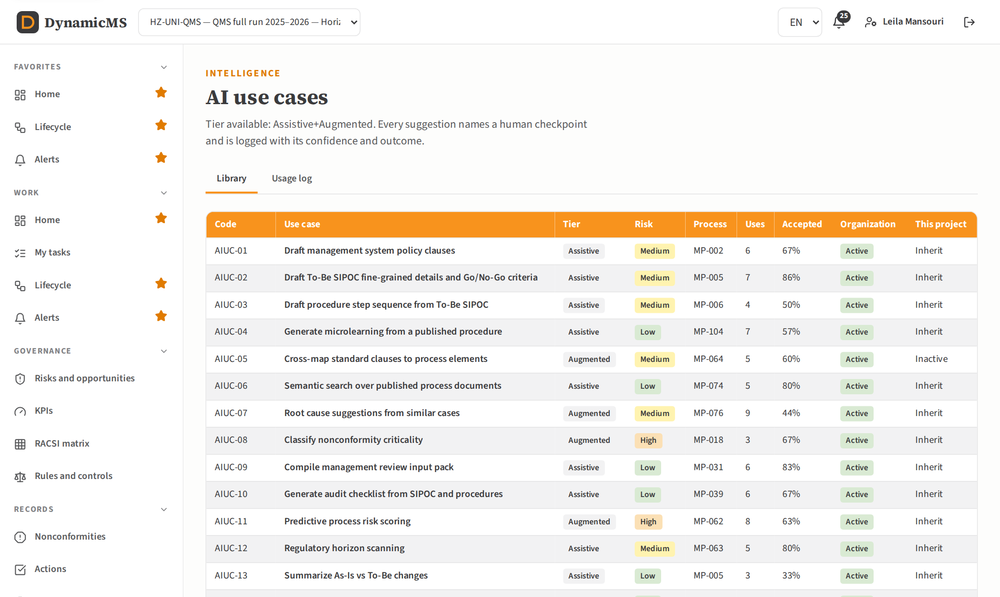 DynamicMS
HZ-UNI-QMS — QMS full run 2025–2026 — Horiz
EN
25
Leila Mansouri
FAVORITES
Home
Lifecycle
Alerts
WORK
Home
My tasks
Lifecycle
Alerts
GOVERNANCE
Risks and opportunities
KPIs
RACSI matrix
Rules and controls
RECORDS
Nonconformities
Actions
INTELLIGENCE
AI use cases
Tier available: Assistive+Augmented. Every suggestion names a human checkpoint
and is logged with its confidence and outcome.
Library Usage log
Code Use case Tier Risk Process Uses Accepted Organization This project
AIUC-01 Draft management system policy clauses Assistive Medium MP-002 6 67% Active Inherit
AIUC-02 Draft To-Be SIPOC fine-grained details and Go/No-Go criteria Assistive Medium MP-005 7 86% Active Inherit
AIUC-03 Draft procedure step sequence from To-Be SIPOC Assistive Medium MP-006 4 50% Active Inherit
AIUC-04 Generate microlearning from a published procedure Assistive Low MP-104 7 57% Active Inherit
AIUC-05 Cross-map standard clauses to process elements Augmented Medium MP-064 5 60% Active Inactive
AIUC-06 Semantic search over published process documents Assistive Low MP-074 5 80% Active Inherit
AIUC-07 Root cause suggestions from similar cases Augmented Medium MP-076 9 44% Active Inherit
AIUC-08 Classify nonconformity criticality Augmented High MP-018 3 67% Active Inherit
AIUC-09 Compile management review input pack Assistive Low MP-031 6 83% Active Inherit
AIUC-10 Generate audit checklist from SIPOC and procedures Assistive Low MP-039 6 67% Active Inherit
AIUC-11 Predictive process risk scoring Augmented High MP-062 8 63% Active Inherit
AIUC-12 Regulatory horizon scanning Assistive Medium MP-063 5 80% Active Inherit
AIUC-13 Summarize As-Is vs To-Be changes Assistive Low MP-005 3 33% Active Inherit